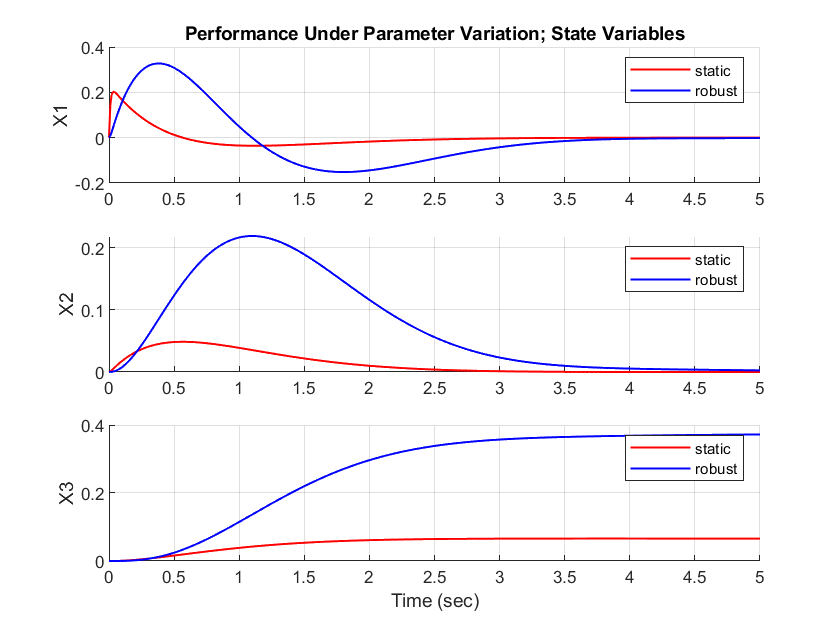 Performance Under Parameter Variation; State Variables
0.4
static
robust
0.2
X1
0
-0.2
0 0.5 1 1.5 2 2.5 3 3.5 4 4.5 5
0.2
static
robust
X2
0.1
0
0 0.5 1 1.5 2 2.5 3 3.5 4 4.5 5
0.4
static
robust
X3
0.2
0
0 0.5 1 1.5 2 2.5 3 3.5 4 4.5 5
Time (sec)